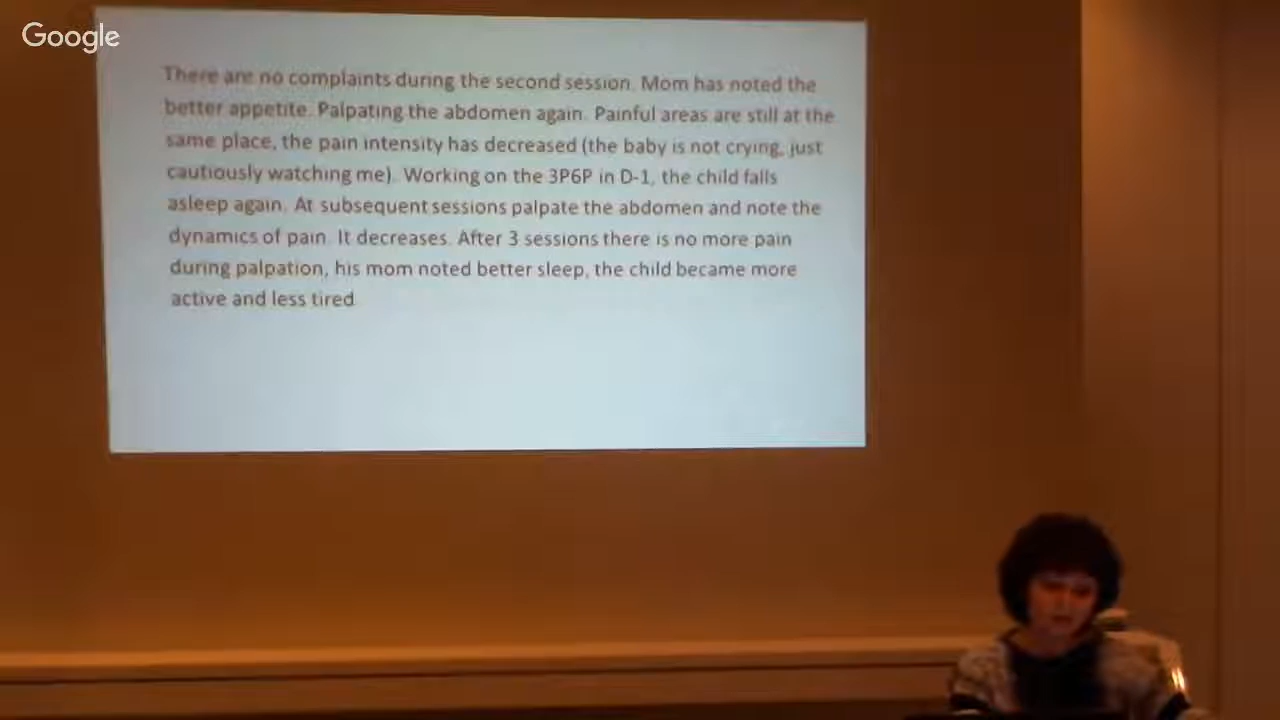 Google
There are no complaints during the second session. Mom has noted the
better appetite. Palpating the abdomen again. Painful areas are still at the
same place, the pain intensity has decreased (the baby is not crying, just
cautiously watching me). Working on the 3P6P in D-1, the child falls
asleep again. At subsequent sessions palpate the abdomen and note the
dynamics of pain. It decreases. After 3 sessions there is no more pain
during palpation, his mom noted better sleep, the child became more
active and less tired